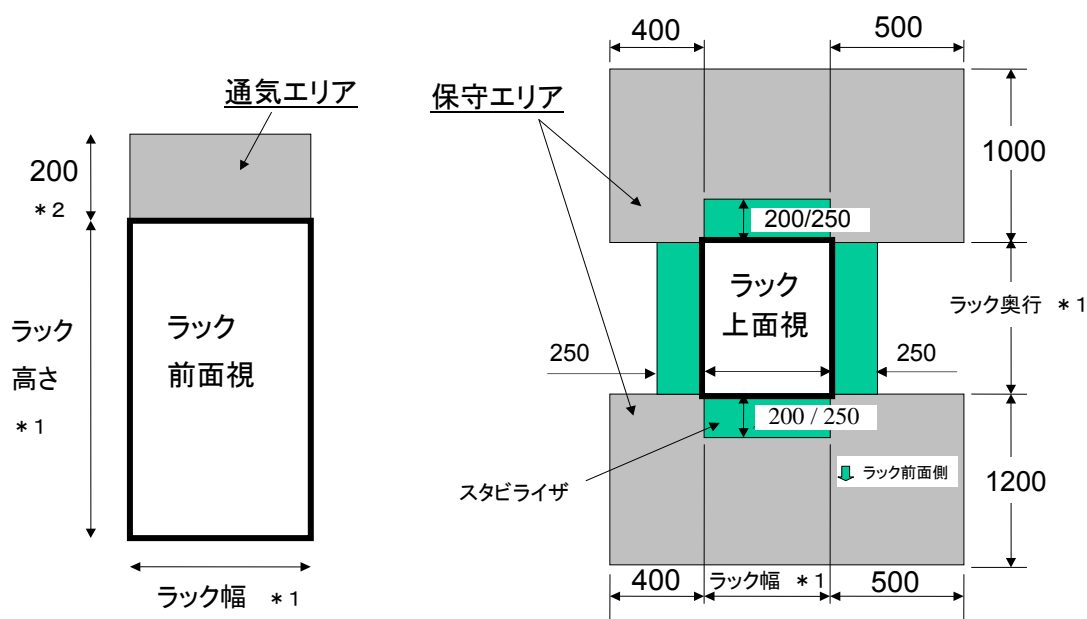 通気エリア
200
*2
ラック
高さ
*1
ラック
前面視
ラック幅 *1
400
500
保守エリア
1000
200/250
ラック
上面視
ラック奥行 *1
250
250
200 / 250
スタビライザ
ラック前面側
1200
400
ラック幅 *1
500